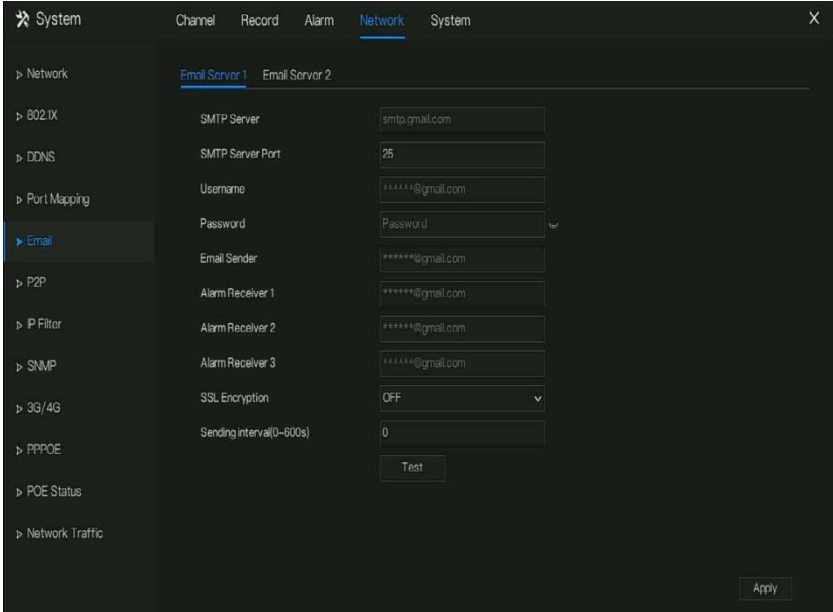 System
Channel Record Alarm Network System X
Network
802.1X
DDNS
Port Mapping
Email
P2P
IP Filter
SNMP
3G/4G
PPPOE
POE Status
Network Traffic
Email Server 1 Email Server 2
SMTP Server smtp.gmail.com
SMTP Server Port 25
Username ******@gmail.com
Password Password
Email Sender ******@gmail.com
Alarm Receiver 1 ******@gmail.com
Alarm Receiver 2 ******@gmail.com
Alarm Receiver 3 ******@gmail.com
SSL Encryption OFF
Sending interval(0~600s) 0
Test
Apply